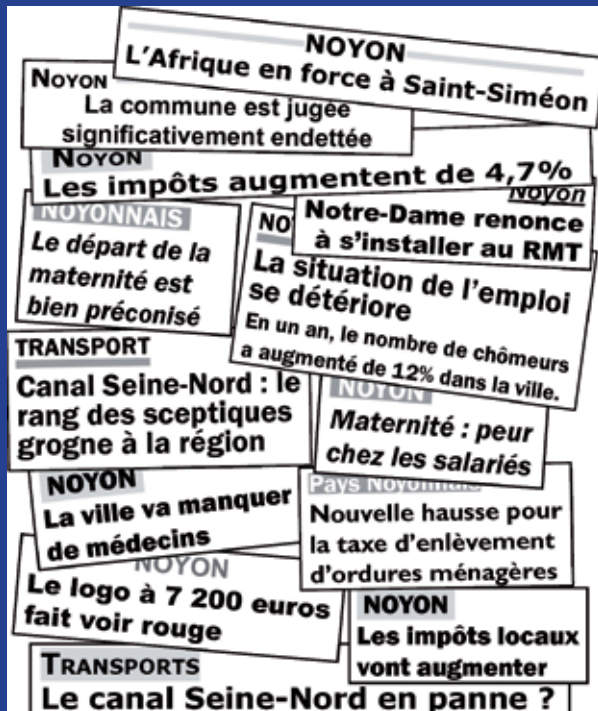 NOYON
L'Afrique en force à Saint-Siméon
NOYON
La commune est jugée
significativement endettée
NOYON
Les impôts augmentent de 4,7%
NOYONNAIS
Le départ de la
maternité est
bien préconisé
Noyon
Notre-Dame renonce
à s'installer au RMT
NO
La situation de l'emploi
se détériore
En un an, le nombre de chômeurs
a augmenté de 12% dans la ville.
TRANSPORT
Canal Seine-Nord : le
rang des sceptiques
grogne à la région
NOYON
Maternité : peur
chez les salariés
NOYON
La ville va manquer
de médecins
Pays Noyonnais
Nouvelle hausse pour
la taxe d'enlèvement
d'ordures ménagères
NOYON
Le logo à 7 200 euros
fait voir rouge
NOYON
Les impôts locaux
vont augmenter
TRANSPORTS
Le canal Seine-Nord en panne ?